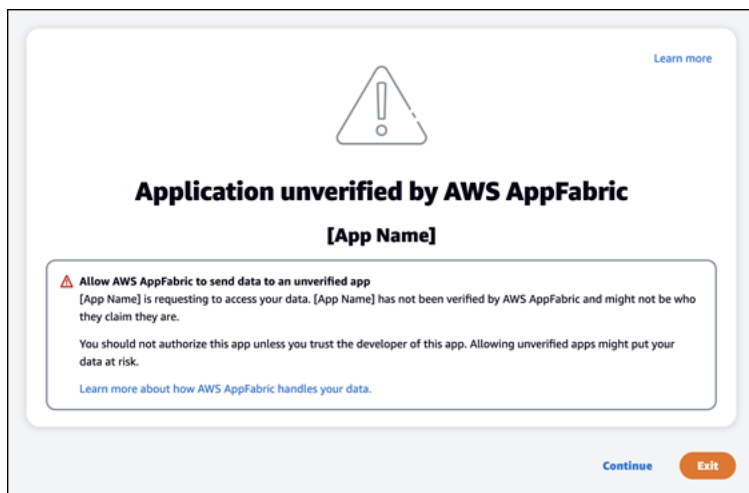 Learn more
Application unverified by AWS AppFabric
[App Name]
Allow AWS AppFabric to send data to an unverified app
[App Name] is requesting to access your data. [App Name] has not been verified by AWS AppFabric and might not be who
they claim they are.
You should not authorize this app unless you trust the developer of this app. Allowing unverified apps might put your
data at risk.
Learn more about how AWS AppFabric handles your data.
Continue
Exit